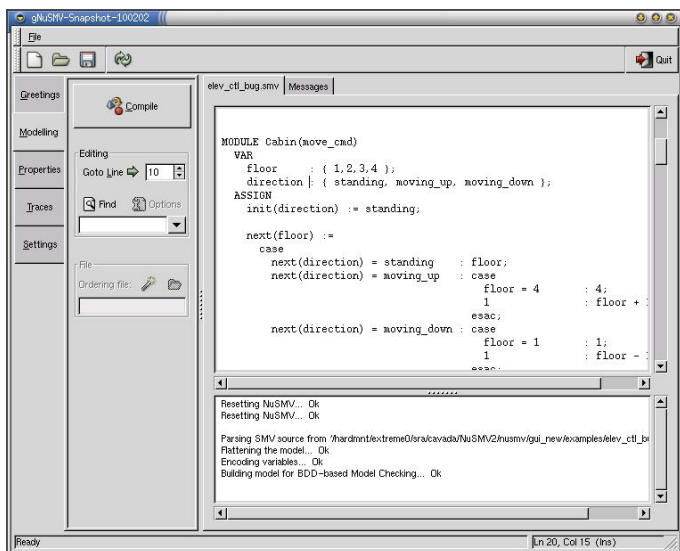 gNuSMV-Snapshot-100202
File
Quit
Greetings
Modelling
Properties
Traces
Settings
Compile
Editing
Goto Line 10
Find Options
File
Ordering file:
elev_ctl_bug.smv Messages
MODULE Cabin(move_cmd)
VAR
floor : { 1,2,3,4 };
direction : { standing, moving_up, moving_down };
ASSIGN
init(direction) := standing;
next(floor) :=
case
next(direction) = standing : floor;
next(direction) = moving_up : case
floor = 4 : 4;
1 : floor +
esac;
next(direction) = moving_down : case
floor = 1 : 1;
1 : floor -
esac;
Resetting NuSMV... Ok
Resetting NuSMV... Ok
Parsing SMV source from '/hardmnt/extreme0/sra/cavada/NuSMV2/nusmv/gui_new/examples/elev_ctl_b
Flattening the model... Ok
Encoding variables... Ok
Building model for BDD-based Model Checking... Ok
Ready
Ln 20, Col 15 (Ins)